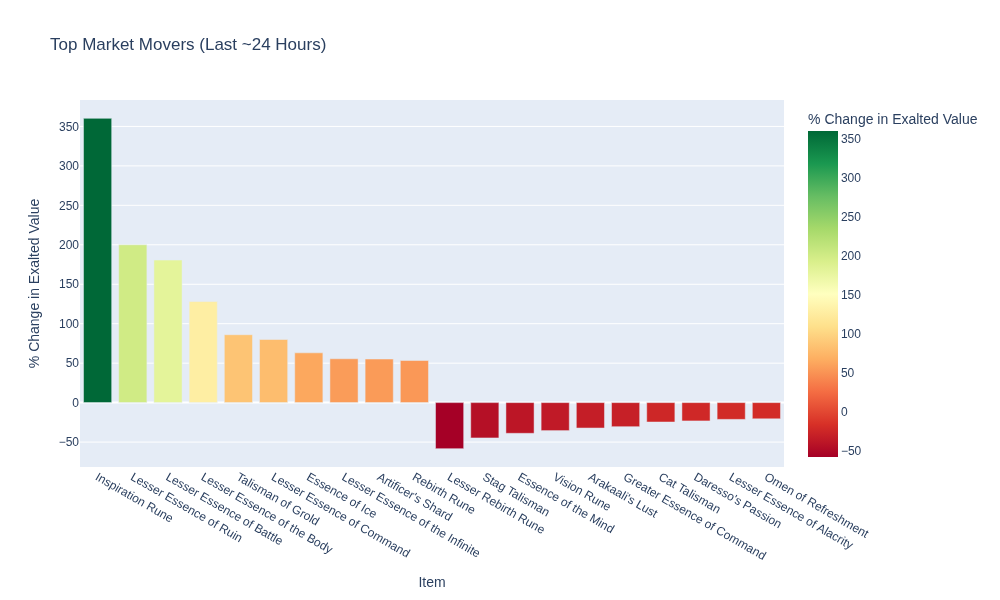 Top Market Movers (Last ~24 Hours)
% Change in Exalted Value
350
300
250
200
150
100
50
0
−50
% Change in Exalted Value
350
300
250
200
150
100
50
0
−50
Inspiration Rune
Lesser Essence of Ruin
Lesser Essence of Battle
Lesser Essence of the Body
Talisman of Grold
Lesser Essence of Command
Essence of Ice
Lesser Essence of the Infinite
Artificer's Shard
Rebirth Rune
Lesser Rebirth Rune
Stag Talisman
Essence of the Mind
Vision Rune
Arakaali's Lust
Greater Essence of Command
Cat Talisman
Daresso's Passion
Lesser Essence of Alacrity
Omen of Refreshment
Item